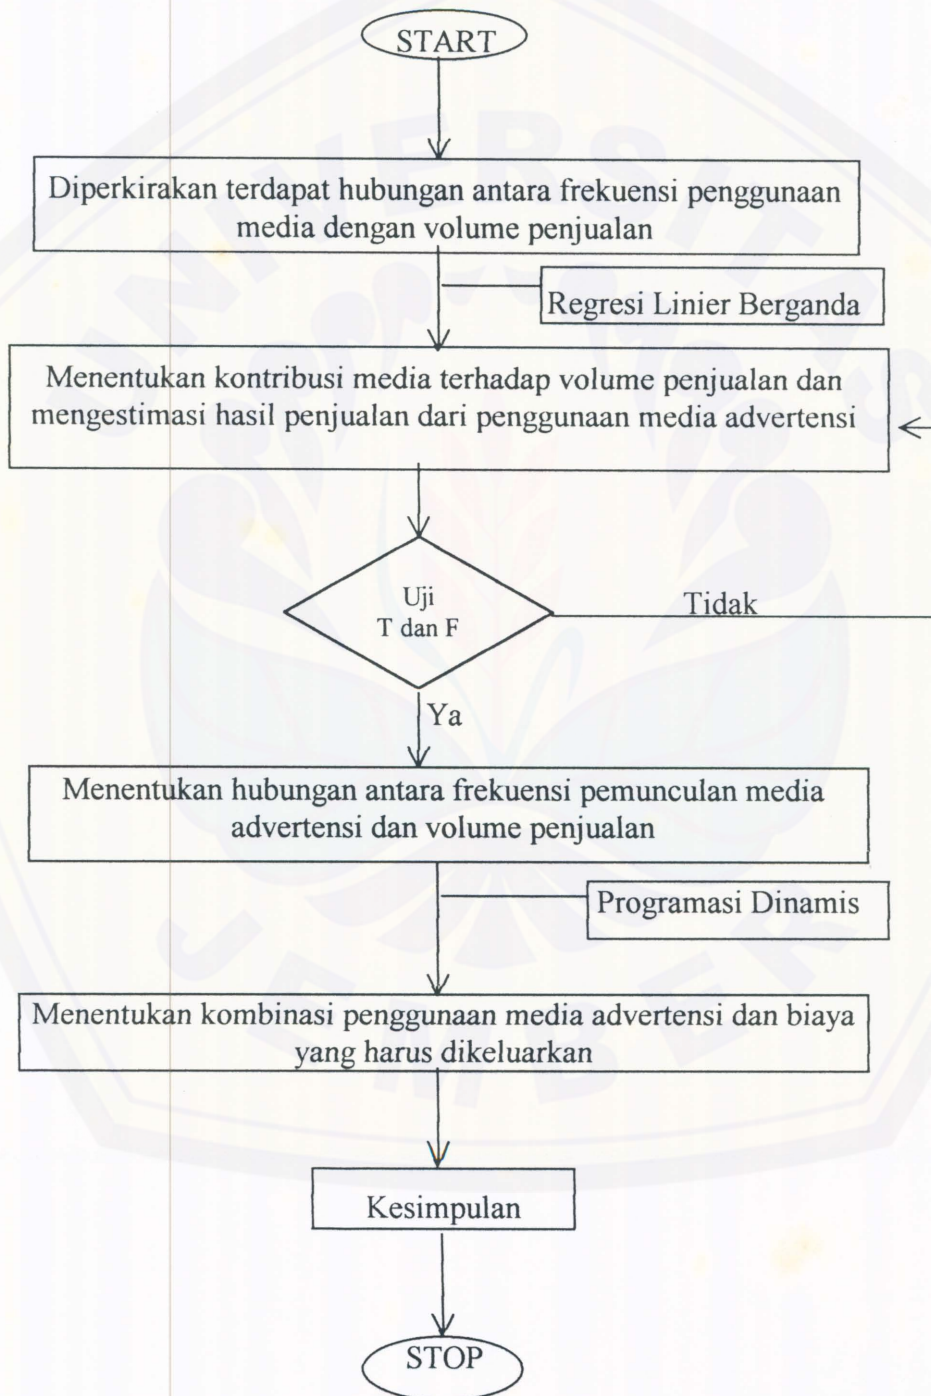 START
Diperkirakan terdapat hubungan antara frekuensi penggunaan
media dengan volume penjualan
Regresi Linier Berganda
Menentukan kontribusi media terhadap volume penjualan dan
mengestimasi hasil penjualan dari penggunaan media advertensi
Uji
T dan F
Tidak
Ya
Menentukan hubungan antara frekuensi pemunculan media
advertensi dan volume penjualan
Programasi Dinamis
Menentukan kombinasi penggunaan media advertensi dan biaya
yang harus dikeluarkan
Kesimpulan
STOP
UNIVERSITAS
JEMBER